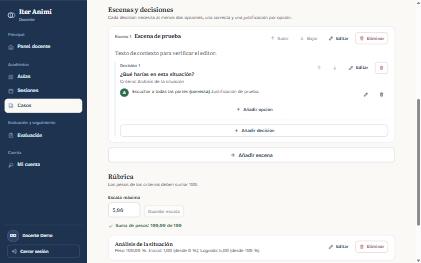 Iter Animi
Docente
Principal
Panel docente
Académico
Aulas
Sesiones
Casos
Evaluación y seguimiento
Evaluación
Cuenta
Mi cuenta
DD Docente Demo
Cerrar sesión
Escenas y decisiones
Cada decisión necesita al menos dos opciones, una correcta y una justificación por opción.
Escena 1 Escena de prueba
↑ Subir ↓ Bajar Editar Eliminar
Texto de contexto para verificar el editor.
Decisión 1
¿Qué harías en esta situación?
Criterio: Análisis de la situación
↑ ↓ Editar
A Escuchar a todas las partes (correcta) Justificación de prueba.
+ Añadir opción
+ Añadir decisión
+ Añadir escena
Rúbrica
Los pesos de los criterios deben sumar 100.
Escala máxima
5,00 Guardar escala
✓ Suma de pesos: 100,00 de 100
Análisis de la situación
Editar Eliminar